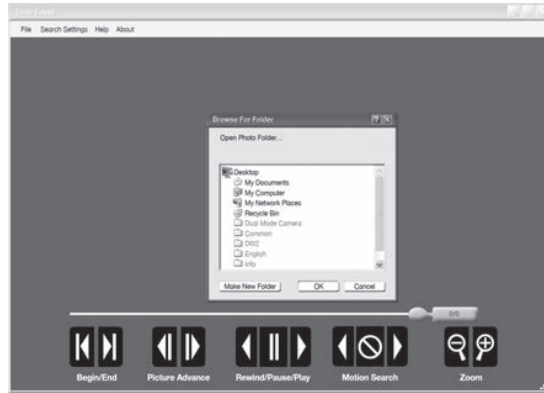 File Search Settings Help About
Browse For Folder
Open Photo Folder...
Desktop
My Documents
My Computer
My Network Places
Recycle Bin
Dual Mode Camera
Common
DW2
English
Info
Make New Folder OK Cancel
0/0
Begin/End Picture Advance Rewind/Pause/Play Motion Search Zoom